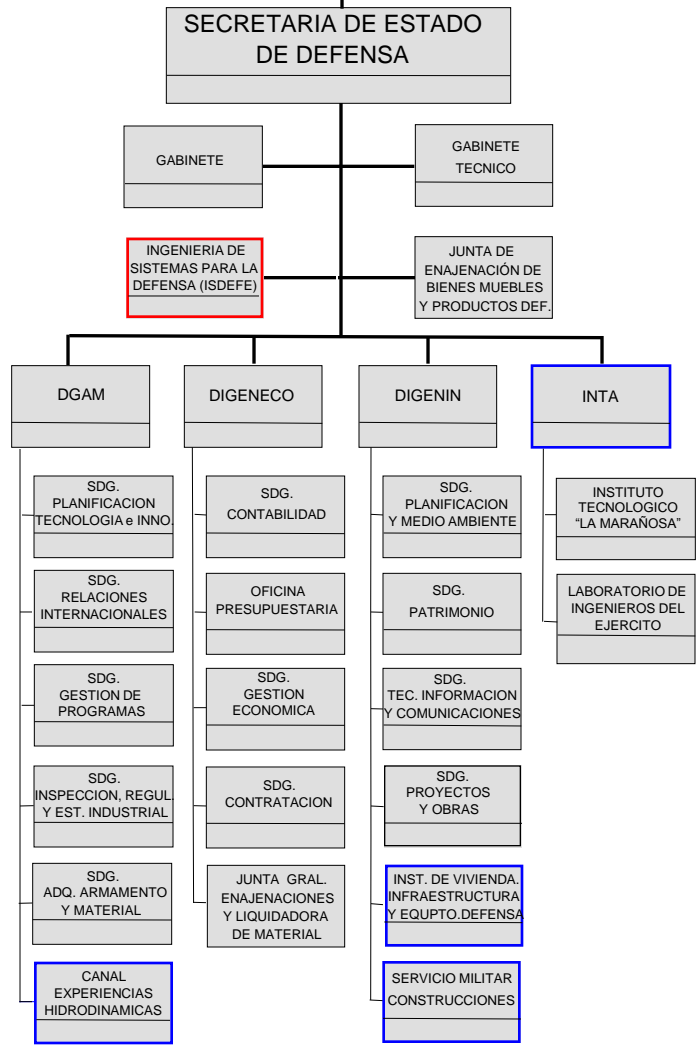 SECRETARIA DE ESTADO
DE DEFENSA
GABINETE
GABINETE
TECNICO
INGENIERIA DE
SISTEMAS PARA LA
DEFENSA (ISDEFE)
JUNTA DE
ENAJENACIÓN DE
BIENES MUEBLES
Y PRODUCTOS DEF.
DGAM
DIGENECO
DIGENIN
INTA
SDG.
PLANIFICACION
TECNOLOGIA e INNO.
SDG.
RELACIONES
INTERNACIONALES
SDG.
GESTION DE
PROGRAMAS
SDG.
INSPECCION, REGUL.
Y EST. INDUSTRIAL
SDG.
ADQ. ARMAMENTO
Y MATERIAL
CANAL
EXPERIENCIAS
HIDRODINAMICAS
SDG.
CONTABILIDAD
OFICINA
PRESUPUESTARIA
SDG.
GESTION
ECONOMICA
SDG.
CONTRATACION
JUNTA GRAL.
ENAJENACIONES
Y LIQUIDADORA
DE MATERIAL
SDG.
PLANIFICACION
Y MEDIO AMBIENTE
SDG.
PATRIMONIO
SDG.
TEC. INFORMACION
Y COMUNICACIONES
SDG.
PROYECTOS
Y OBRAS
INST. DE VIVIENDA.
INFRAESTRUCTURA
Y EQUPTO.DEFENSA
SERVICIO MILITAR
CONSTRUCCIONES
INSTITUTO
TECNOLOGICO
“LA MARAÑOSA”
LABORATORIO DE
INGENIEROS DEL
EJERCITO